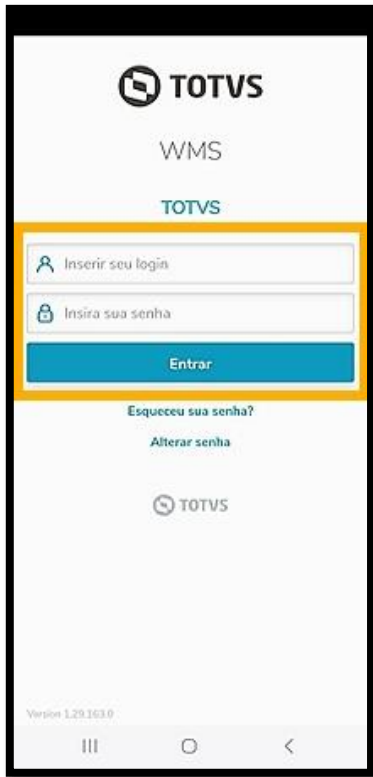 TOTVS
WMS
TOTVS
Inserir seu login
Insira sua senha
Entrar
Esqueceu sua senha?
Alterar senha
TOTVS
Version 1.29.163.0